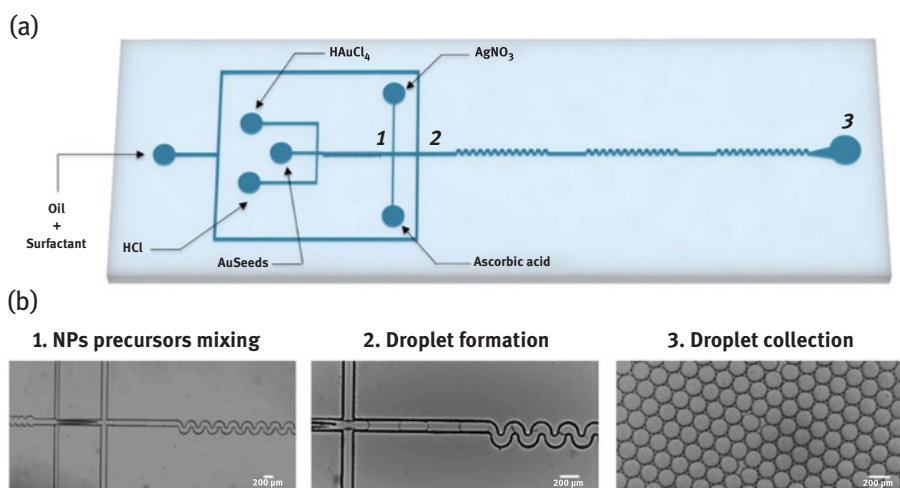 (a)
HAuCl4
AgNO3
1
2
3
Oil
+
Surfactant
HCl
AuSeeds
Ascorbic acid
(b)
1. NPs precursors mixing
2. Droplet formation
3. Droplet collection
200 µm
200 µm
200 µm